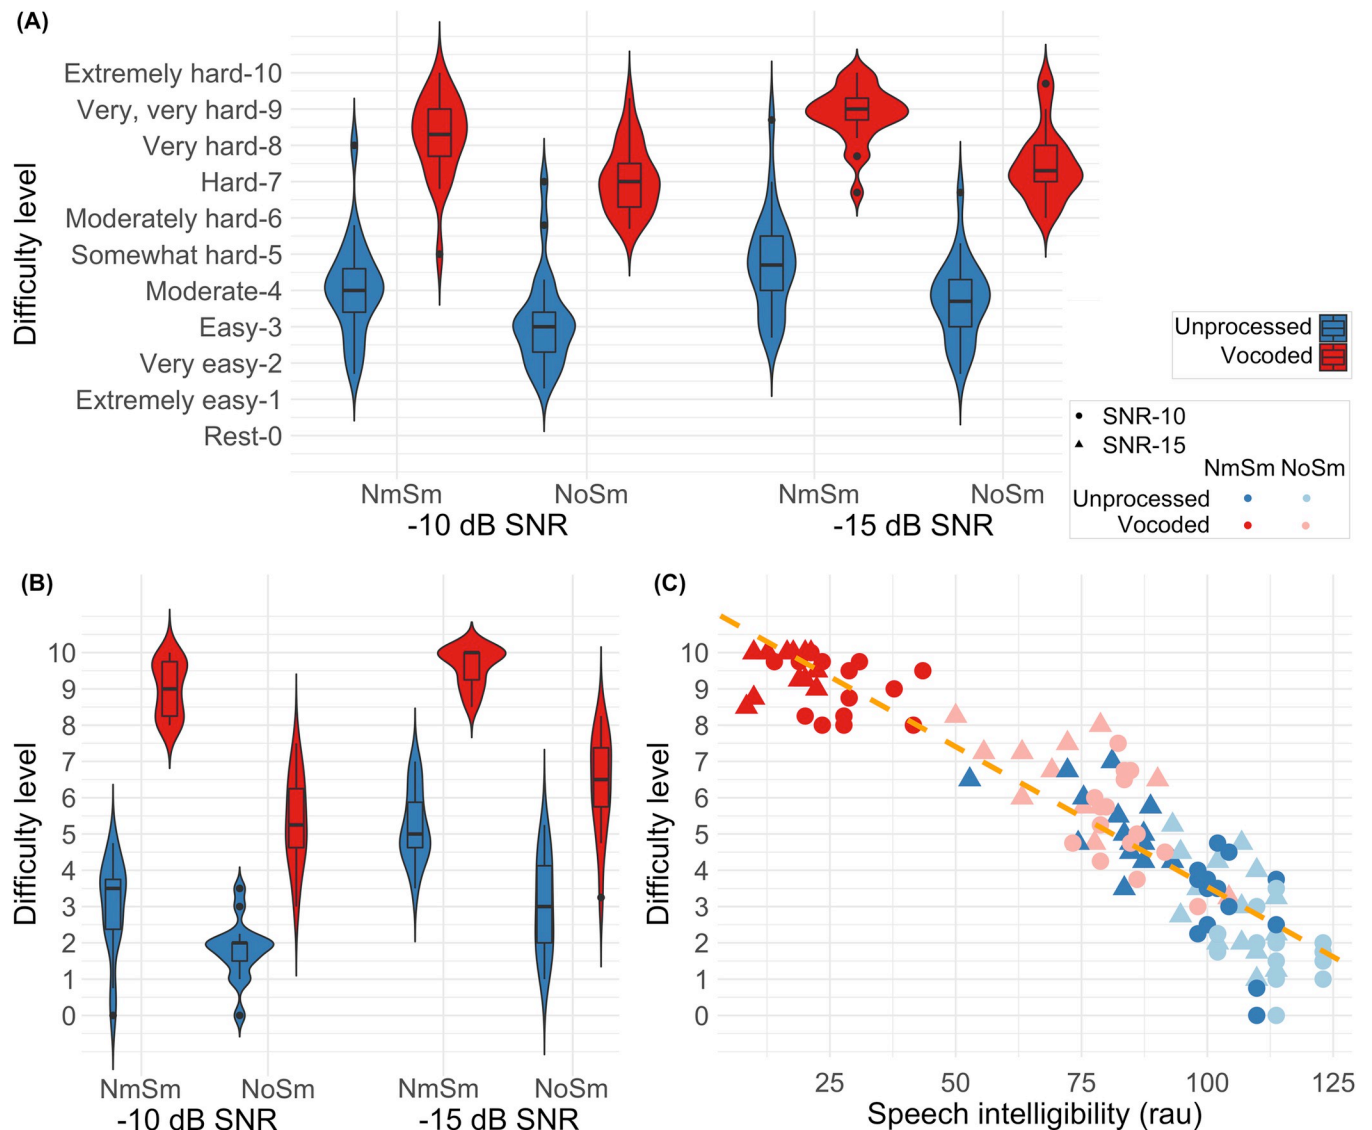 (A)
Difficulty level
Extremely hard-10
Very, very hard-9
Very hard-8
Hard-7
Moderately hard-6
Somewhat hard-5
Moderate-4
Easy-3
Very easy-2
Extremely easy-1
Rest-0
NmSm NoSm NmSm NoSm
-10 dB SNR -15 dB SNR
Unprocessed
Vocoded
SNR-10
SNR-15
NmSm NoSm
Unprocessed
Vocoded
(B)
Difficulty level
10
9
8
7
6
5
4
3
2
1
0
NmSm NoSm NmSm NoSm
-10 dB SNR -15 dB SNR
(C)
Difficulty level
10
9
8
7
6
5
4
3
2
1
0
25 50 75 100 125
Speech intelligibility (rau)